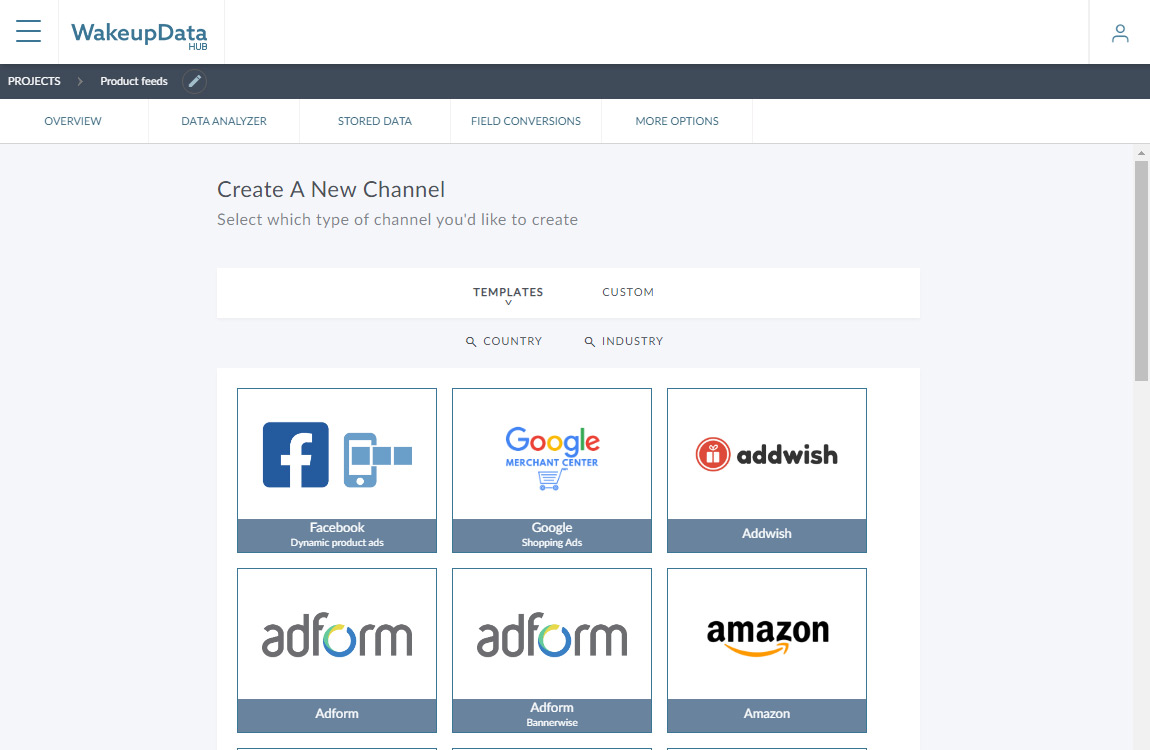 WakeupData
HUB
PROJECTS
Product feeds
OVERVIEW
DATA ANALYZER
STORED DATA
FIELD CONVERSIONS
MORE OPTIONS
Create A New Channel
Select which type of channel you'd like to create
TEMPLATES
CUSTOM
COUNTRY
INDUSTRY
Google
MERCHANT CENTER
addwish
Facebook
Dynamic product ads
Google
Shopping Ads
Addwish
adform
adform
amazon
Adform
Adform
Bannerwise
Amazon